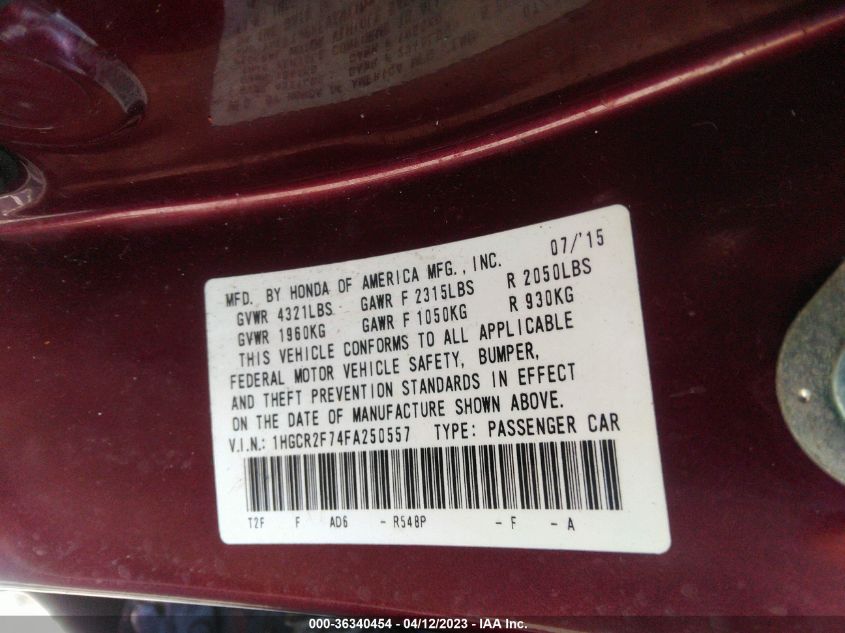 MFD. BY HONDA OF AMERICA MFG., INC. 07/'15
GVWR 4321LBS GAWR F 2315LBS R 2050LBS
GVWR 1960KG GAWR F 1050KG R 930KG
THIS VEHICLE CONFORMS TO ALL APPLICABLE
FEDERAL MOTOR VEHICLE SAFETY, BUMPER,
AND THEFT PREVENTION STANDARDS IN EFFECT
ON THE DATE OF MANUFACTURE SHOWN ABOVE.
V.I.N.: 1HGCR2F74FA250557 TYPE: PASSENGER CAR
T2F F AD6 - R548P - F - A
000-36340454 - 04/12/2023 - IAA Inc.